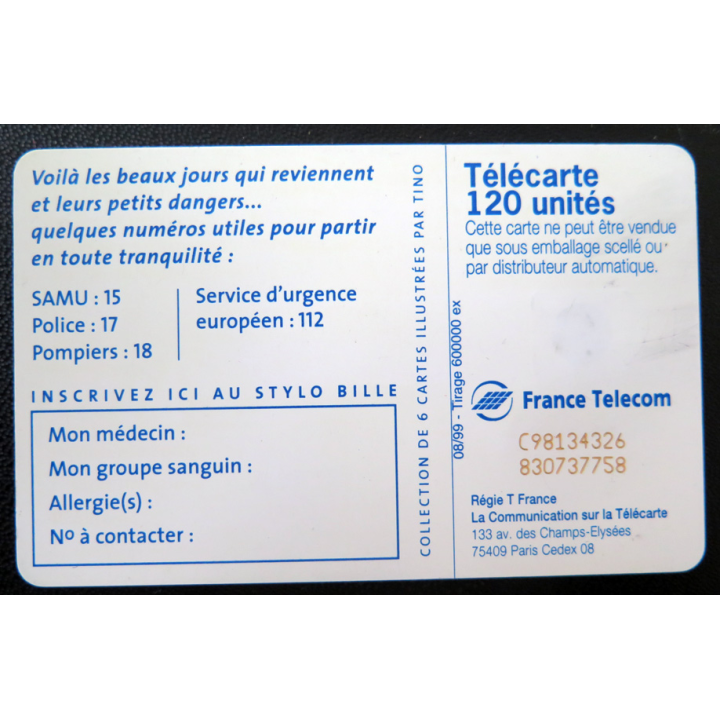 Voilà les beaux jours qui reviennent
et leurs petits dangers...
quelques numéros utiles pour partir
en toute tranquilité :
SAMU : 15
Police : 17
Pompiers : 18
Service d'urgence
européen : 112
INSCRIVEZ ICI AU STYLO BILLE
Mon médecin :
Mon groupe sanguin :
Allergie(s) :
Nº à contacter :
COLLECTION DE 6 CARTES ILLUSTRÉES PAR TINO
08/99 - Tirage 600000 ex
Télécarte
120 unités
Cette carte ne peut être vendue
que sous emballage scellé ou
par distributeur automatique.
France Telecom
C98134326
830737758
Régie T France
La Communication sur la Télécarte
133 av. des Champs-Elysées
75409 Paris Cedex 08